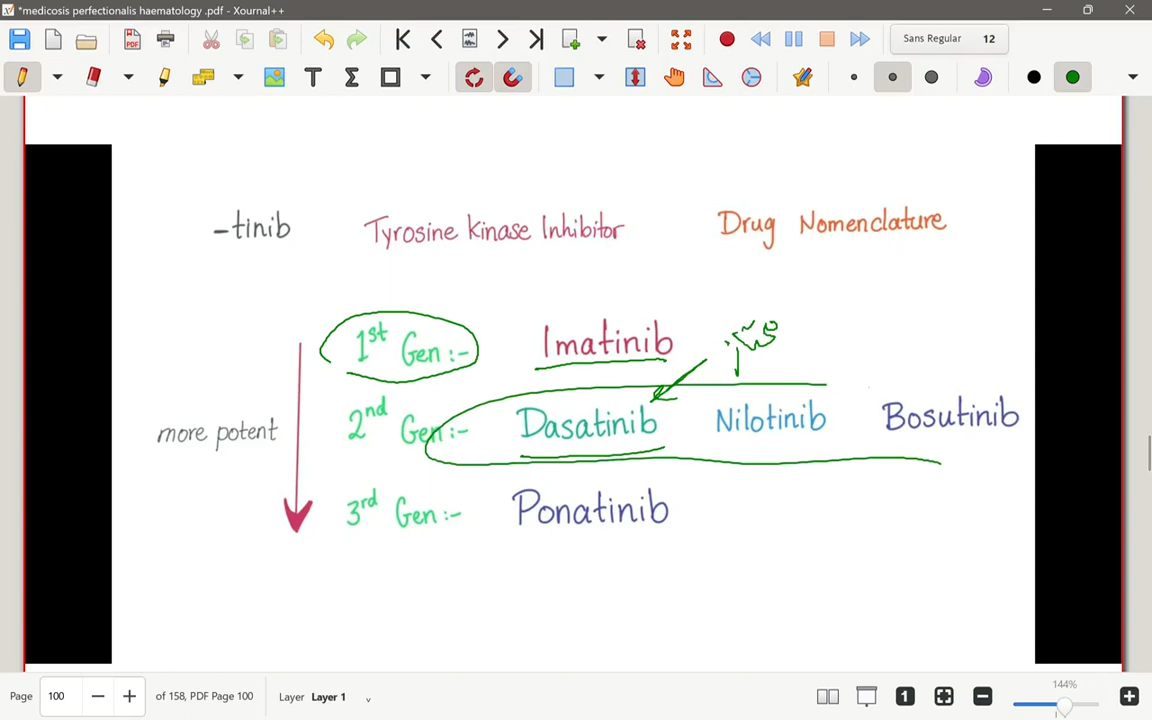 *medicosis perfectionalis haematology .pdf - Xournal++
Sans Regular 12
-tinib Tyrosine kinase Inhibitor Drug Nomenclature
1st Gen :- Imatinib
more potent 2nd Gen :- Dasatinib Nilotinib Bosutinib
3rd Gen :- Ponatinib
Page 100 of 158, PDF Page 100 Layer Layer 1 144%